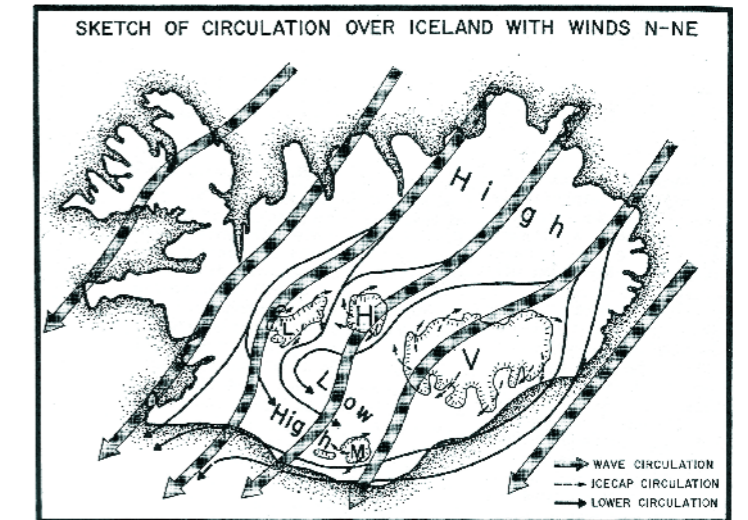 SKETCH OF CIRCULATION OVER ICELAND WITH WINDS N-NE
High
L
H
V
Low
High
M
WAVE CIRCULATION
ICECAP CIRCULATION
LOWER CIRCULATION